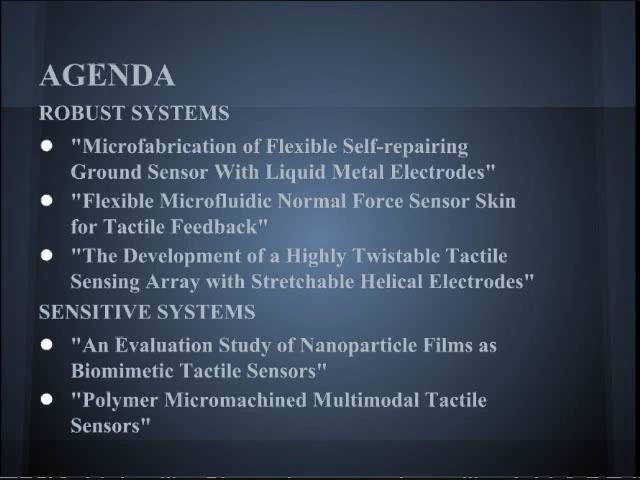 AGENDA
ROBUST SYSTEMS
"Microfabrication of Flexible Self-repairing
Ground Sensor With Liquid Metal Electrodes"
"Flexible Microfluidic Normal Force Sensor Skin
for Tactile Feedback"
"The Development of a Highly Twistable Tactile
Sensing Array with Stretchable Helical Electrodes"
SENSITIVE SYSTEMS
"An Evaluation Study of Nanoparticle Films as
Biomimetic Tactile Sensors"
"Polymer Micromachined Multimodal Tactile
Sensors"